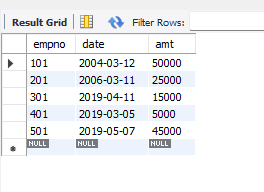 Result Grid Filter Rows:
empno date amt
101 2004-03-12 50000
201 2006-03-11 25000
301 2019-04-11 15000
401 2019-03-05 5000
501 2019-05-07 45000
NULL NULL NULL